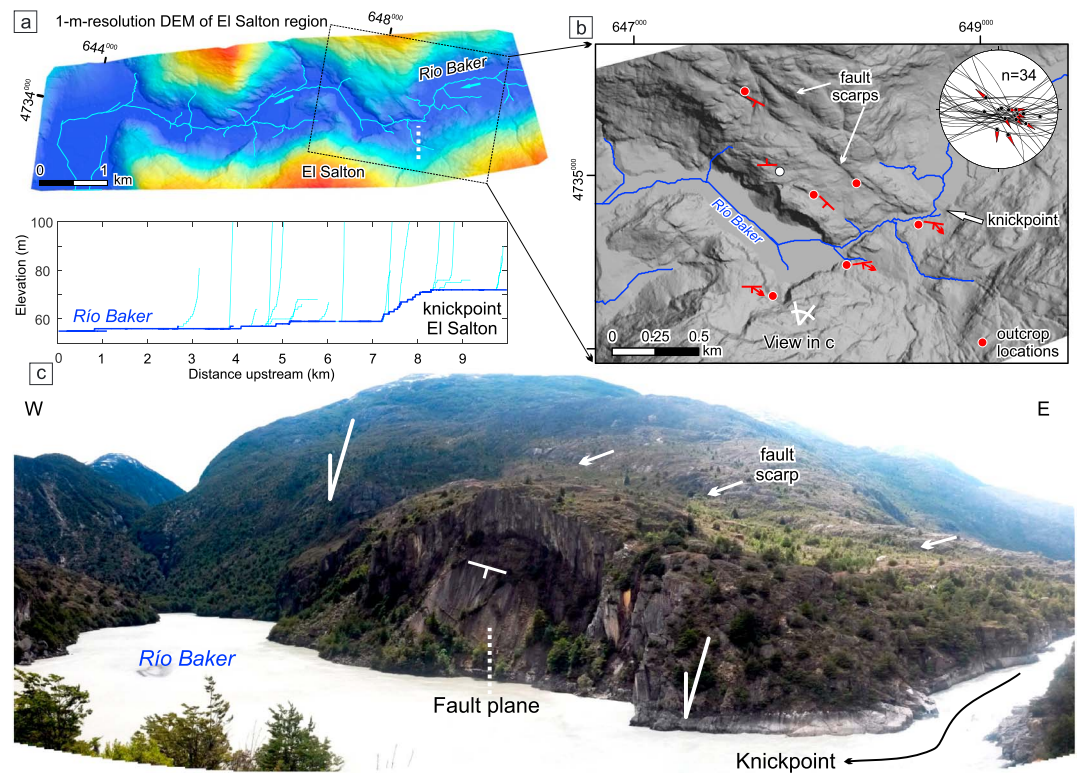 a
1-m-resolution DEM of El Salton region
644000
648000
4734000
Río Baker
El Salton
0 1
km
b
647000
649000
4735000
fault
scarps
n=34
knickpoint
Río Baker
View in c
0 0.25 0.5
km
outcrop
locations
Elevation (m)
100
80
60
Río Baker
knickpoint
El Salton
0 1 2 3 4 5 6 7 8 9
Distance upstream (km)
c
W
E
fault
scarp
Río Baker
Fault plane
Knickpoint